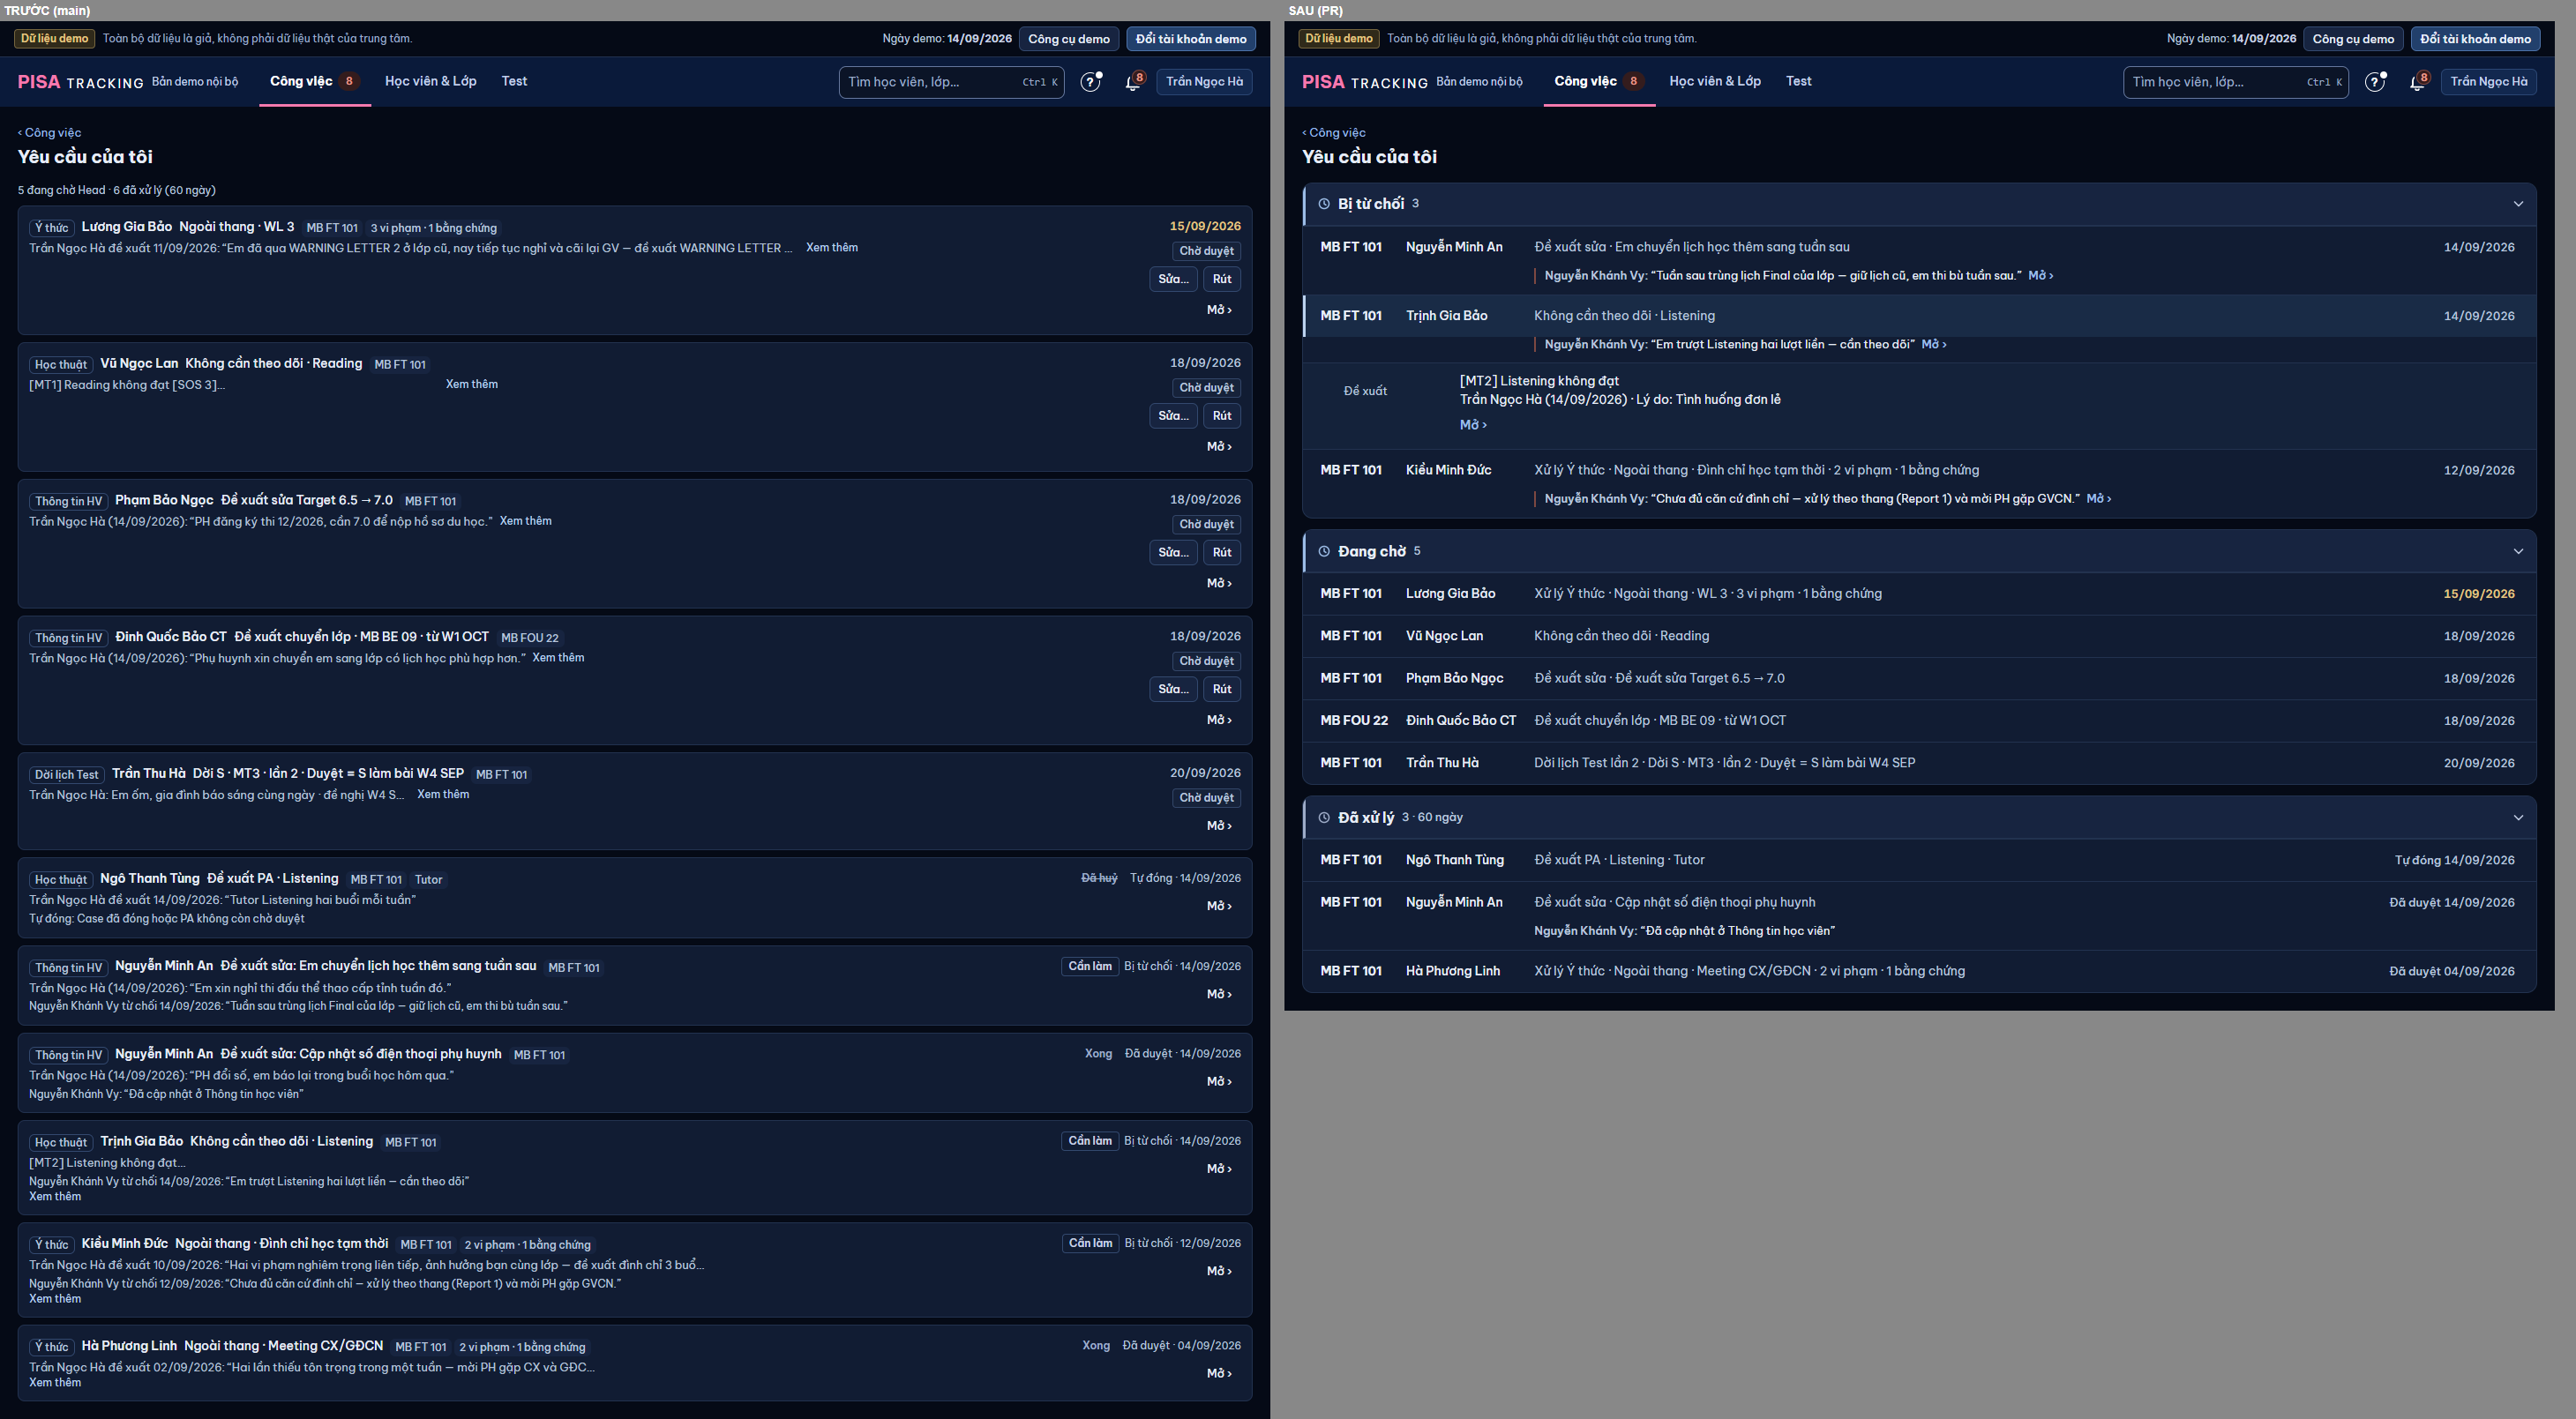 TRƯỚC (main)
Dữ liệu demo Toàn bộ dữ liệu là giả, không phải dữ liệu thật của trung tâm. Ngày demo: 14/09/2026 Công cụ demo Đổi tài khoản demo
PISA TRACKING Bản demo nội bộ Công việc 8 Học viên & Lớp Test Tìm học viên, lớp... Ctrl K ? 8 Trần Ngọc Hà
‹ Công việc
Yêu cầu của tôi
5 đang chờ Head · 6 đã xử lý (60 ngày)
Ý thức Lương Gia Bảo Ngoài thang · WL 3 MB FT 101 3 vi phạm · 1 bằng chứng 15/09/2026
Trần Ngọc Hà đề xuất 11/09/2026: “Em đã qua WARNING LETTER 2 ở lớp cũ, nay tiếp tục nghỉ và cãi lại GV — đề xuất WARNING LETTER ... Xem thêm
Chờ duyệt
Sửa... Rút
Mở ›
Học thuật Vũ Ngọc Lan Không cần theo dõi · Reading MB FT 101 18/09/2026
[MT1] Reading không đạt [SOS 3]... Xem thêm
Chờ duyệt
Sửa... Rút
Mở ›
Thông tin HV Phạm Bảo Ngọc Đề xuất sửa Target 6.5 → 7.0 MB FT 101 18/09/2026
Trần Ngọc Hà (14/09/2026): “PH đăng ký thi 12/2026, cần 7.0 để nộp hồ sơ du học.” Xem thêm
Chờ duyệt
Sửa... Rút
Mở ›
Thông tin HV Đinh Quốc Bảo CT Đề xuất chuyển lớp · MB BE 09 · từ W1 OCT MB FOU 22 18/09/2026
Trần Ngọc Hà (14/09/2026): “Phụ huynh xin chuyển em sang lớp có lịch học phù hợp hơn.” Xem thêm
Chờ duyệt
Sửa... Rút
Mở ›
Dời lịch Test Trần Thu Hà Dời S · MT3 · lần 2 · Duyệt = S làm bài W4 SEP MB FT 101 20/09/2026
Trần Ngọc Hà: Em ốm, gia đình báo sáng cùng ngày · đề nghị W4 S... Xem thêm
Chờ duyệt
Mở ›
Học thuật Ngô Thanh Tùng Đề xuất PA · Listening MB FT 101 Tutor Đã huỷ Tự đóng · 14/09/2026
Trần Ngọc Hà đề xuất 14/09/2026: “Tutor Listening hai buổi mỗi tuần”
Tự đóng: Case đã đóng hoặc PA không còn chờ duyệt
Mở ›
Thông tin HV Nguyễn Minh An Đề xuất sửa: Em chuyển lịch học thêm sang tuần sau MB FT 101 Cần làm Bị từ chối · 14/09/2026
Trần Ngọc Hà (14/09/2026): “Em xin nghỉ thi đấu thể thao cấp tỉnh tuần đó.”
Nguyễn Khánh Vy từ chối 14/09/2026: “Tuần sau trùng lịch Final của lớp — giữ lịch cũ, em thi bù tuần sau.”
Mở ›
Thông tin HV Nguyễn Minh An Đề xuất sửa: Cập nhật số điện thoại phụ huynh MB FT 101 Xong Đã duyệt · 14/09/2026
Trần Ngọc Hà (14/09/2026): “PH đổi số, em báo lại trong buổi học hôm qua.”
Nguyễn Khánh Vy: “Đã cập nhật ở Thông tin học viên”
Mở ›
Học thuật Trịnh Gia Bảo Không cần theo dõi · Listening MB FT 101 Cần làm Bị từ chối · 14/09/2026
[MT2] Listening không đạt...
Nguyễn Khánh Vy từ chối 14/09/2026: “Em trượt Listening hai lượt liền — cần theo dõi”
Xem thêm
Mở ›
Ý thức Kiều Minh Đức Ngoài thang · Đình chỉ học tạm thời MB FT 101 2 vi phạm · 1 bằng chứng Cần làm Bị từ chối · 12/09/2026
Trần Ngọc Hà đề xuất 10/09/2026: “Hai vi phạm nghiêm trọng liên tiếp, ảnh hưởng bạn cùng lớp — đề xuất đình chỉ 3 buổ...
Nguyễn Khánh Vy từ chối 12/09/2026: “Chưa đủ căn cứ đình chỉ — xử lý theo thang (Report 1) và mời PH gặp GVCN.”
Xem thêm
Mở ›
Ý thức Hà Phương Linh Ngoài thang · Meeting CX/GĐCN MB FT 101 2 vi phạm · 1 bằng chứng Xong Đã duyệt · 04/09/2026
Trần Ngọc Hà đề xuất 02/09/2026: “Hai lần thiếu tôn trọng trong một tuần — mời PH gặp CX và GĐC...
Xem thêm
Mở ›
SAU (PR)
Dữ liệu demo Toàn bộ dữ liệu là giả, không phải dữ liệu thật của trung tâm. Ngày demo: 14/09/2026 Công cụ demo Đổi tài khoản demo
PISA TRACKING Bản demo nội bộ Công việc 8 Học viên & Lớp Test Tìm học viên, lớp... Ctrl K ? 8 Trần Ngọc Hà
‹ Công việc
Yêu cầu của tôi
Bị từ chối 3
MB FT 101 Nguyễn Minh An Đề xuất sửa · Em chuyển lịch học thêm sang tuần sau 14/09/2026
Nguyễn Khánh Vy: “Tuần sau trùng lịch Final của lớp — giữ lịch cũ, em thi bù tuần sau.” Mở ›
MB FT 101 Trịnh Gia Bảo Không cần theo dõi · Listening 14/09/2026
Nguyễn Khánh Vy: “Em trượt Listening hai lượt liền — cần theo dõi” Mở ›
Đề xuất [MT2] Listening không đạt
Trần Ngọc Hà (14/09/2026) · Lý do: Tình huống đơn lẻ
Mở ›
MB FT 101 Kiều Minh Đức Xử lý Ý thức · Ngoài thang · Đình chỉ học tạm thời · 2 vi phạm · 1 bằng chứng 12/09/2026
Nguyễn Khánh Vy: “Chưa đủ căn cứ đình chỉ — xử lý theo thang (Report 1) và mời PH gặp GVCN.” Mở ›
Đang chờ 5
MB FT 101 Lương Gia Bảo Xử lý Ý thức · Ngoài thang · WL 3 · 3 vi phạm · 1 bằng chứng 15/09/2026
MB FT 101 Vũ Ngọc Lan Không cần theo dõi · Reading 18/09/2026
MB FT 101 Phạm Bảo Ngọc Đề xuất sửa · Đề xuất sửa Target 6.5 → 7.0 18/09/2026
MB FOU 22 Đinh Quốc Bảo CT Đề xuất chuyển lớp · MB BE 09 · từ W1 OCT 18/09/2026
MB FT 101 Trần Thu Hà Dời lịch Test lần 2 · Dời S · MT3 · lần 2 · Duyệt = S làm bài W4 SEP 20/09/2026
Đã xử lý 3 · 60 ngày
MB FT 101 Ngô Thanh Tùng Đề xuất PA · Listening · Tutor Tự đóng 14/09/2026
MB FT 101 Nguyễn Minh An Đề xuất sửa · Cập nhật số điện thoại phụ huynh Đã duyệt 14/09/2026
Nguyễn Khánh Vy: “Đã cập nhật ở Thông tin học viên”
MB FT 101 Hà Phương Linh Xử lý Ý thức · Ngoài thang · Meeting CX/GĐCN · 2 vi phạm · 1 bằng chứng Đã duyệt 04/09/2026